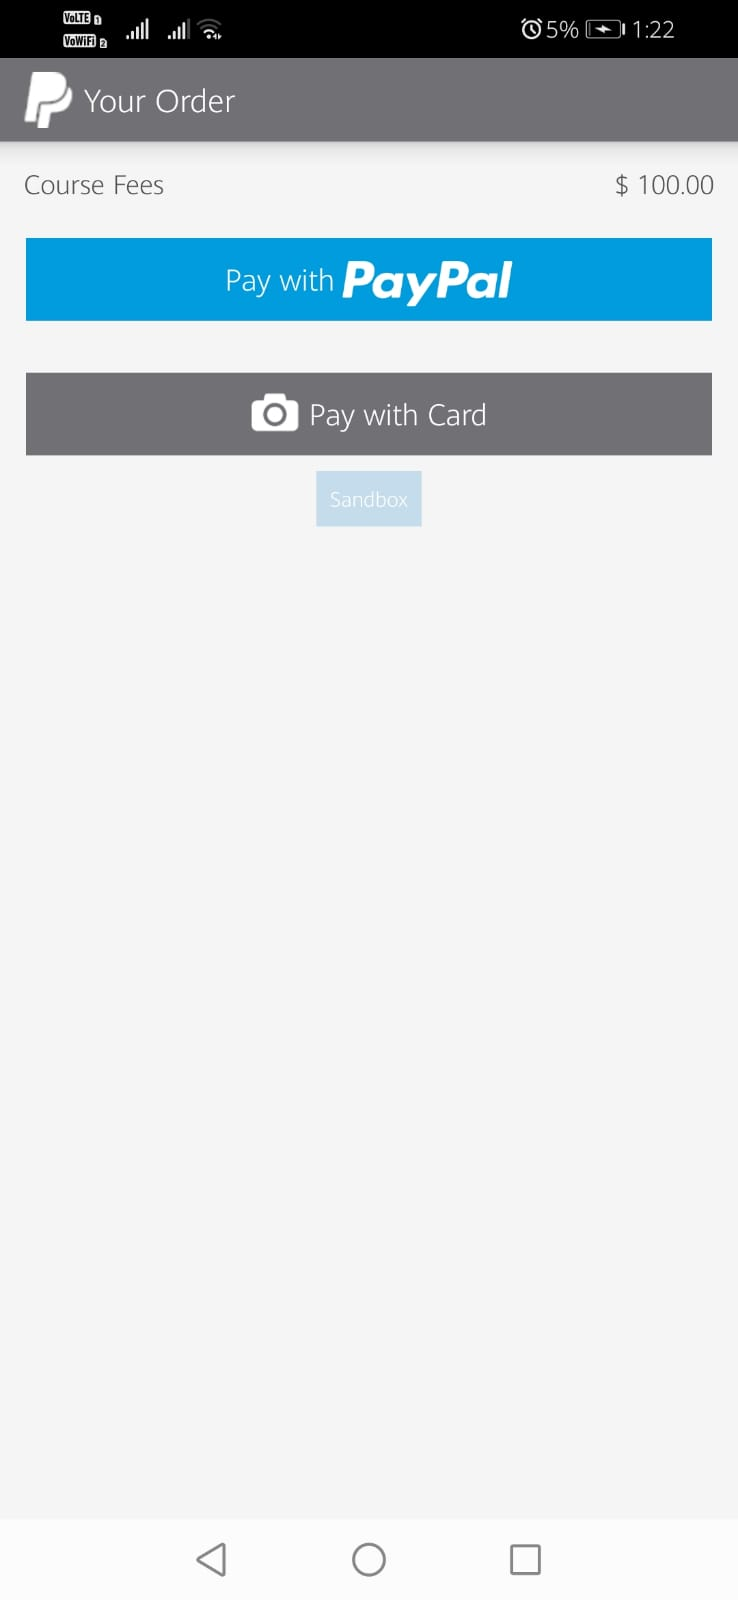 VoLTE 1
VoWiFi 2
5% 1:22
Your Order
Course Fees $ 100.00
Pay with PayPal
Pay with Card
Sandbox